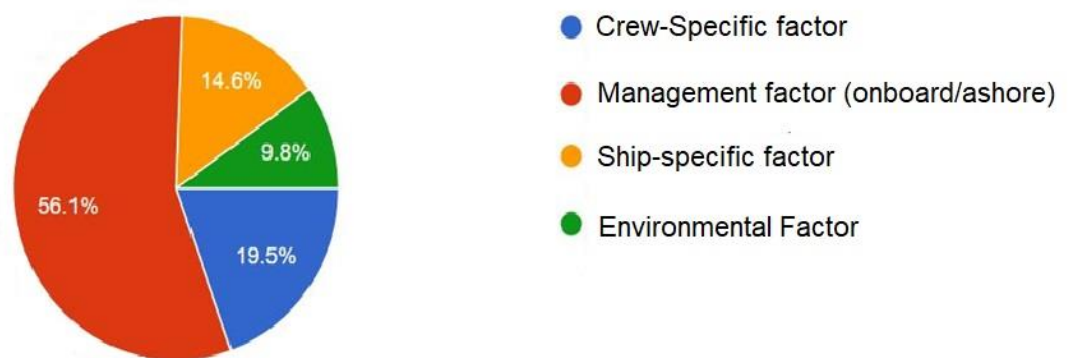 14.6%
9.8%
56.1%
19.5%
Crew-Specific factor
Management factor (onboard/ashore)
Ship-specific factor
Environmental Factor